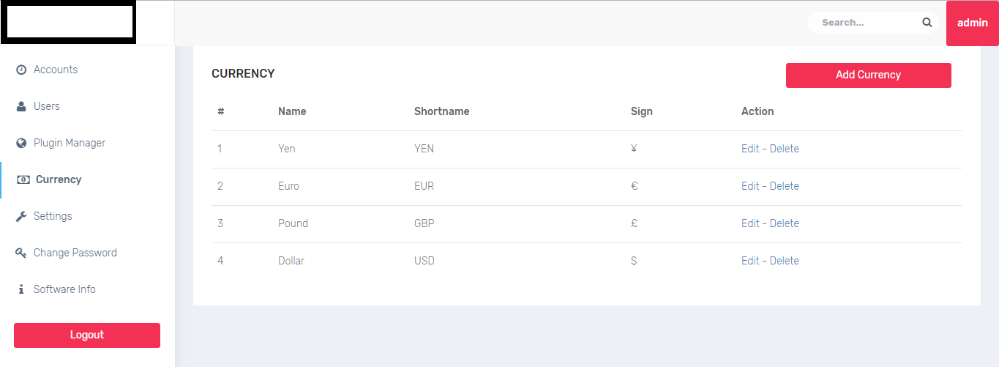 Search...
admin
Accounts
Users
Plugin Manager
Currency
Settings
Change Password
Software Info
Logout
CURRENCY
Add Currency
# Name Shortname Sign Action
1 Yen YEN ¥ Edit - Delete
2 Euro EUR € Edit - Delete
3 Pound GBP £ Edit - Delete
4 Dollar USD $ Edit - Delete